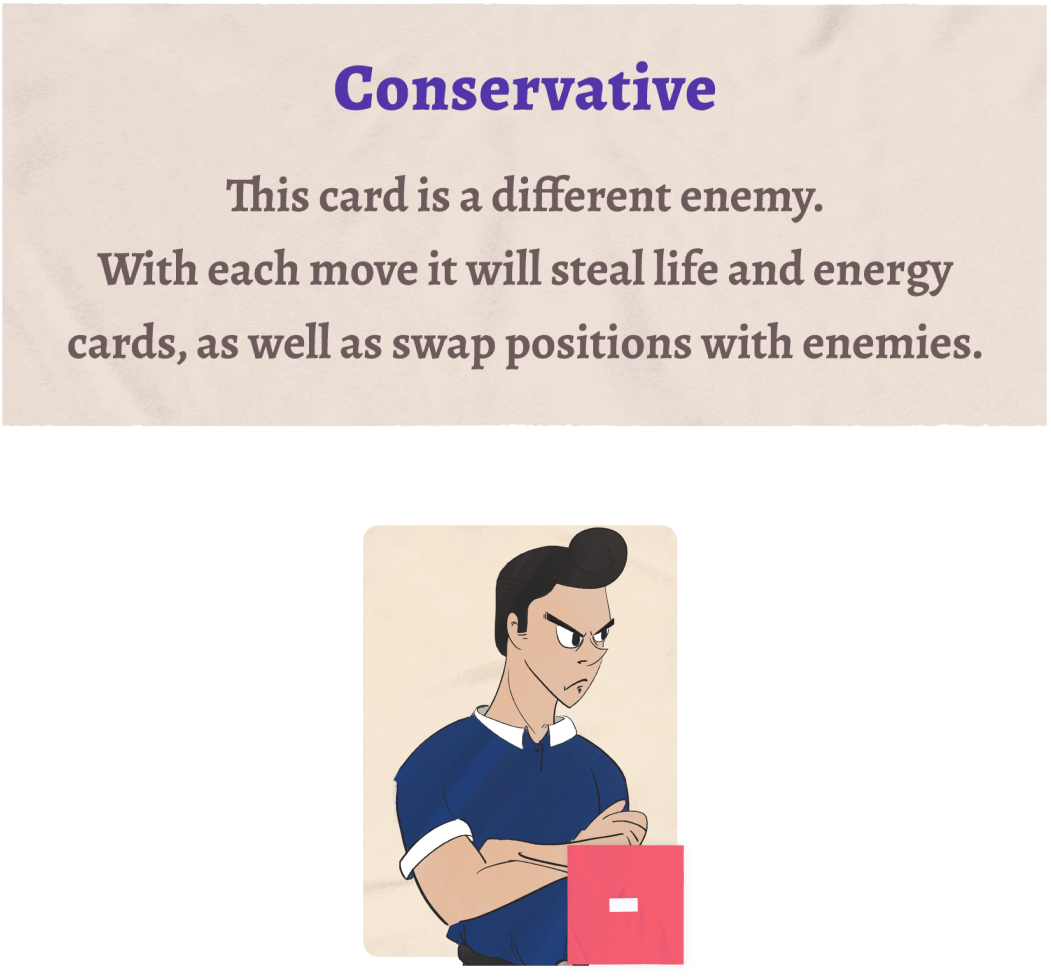 Conservative
This card is a different enemy.
With each move it will steal life and energy
cards, as well as swap positions with enemies.
-